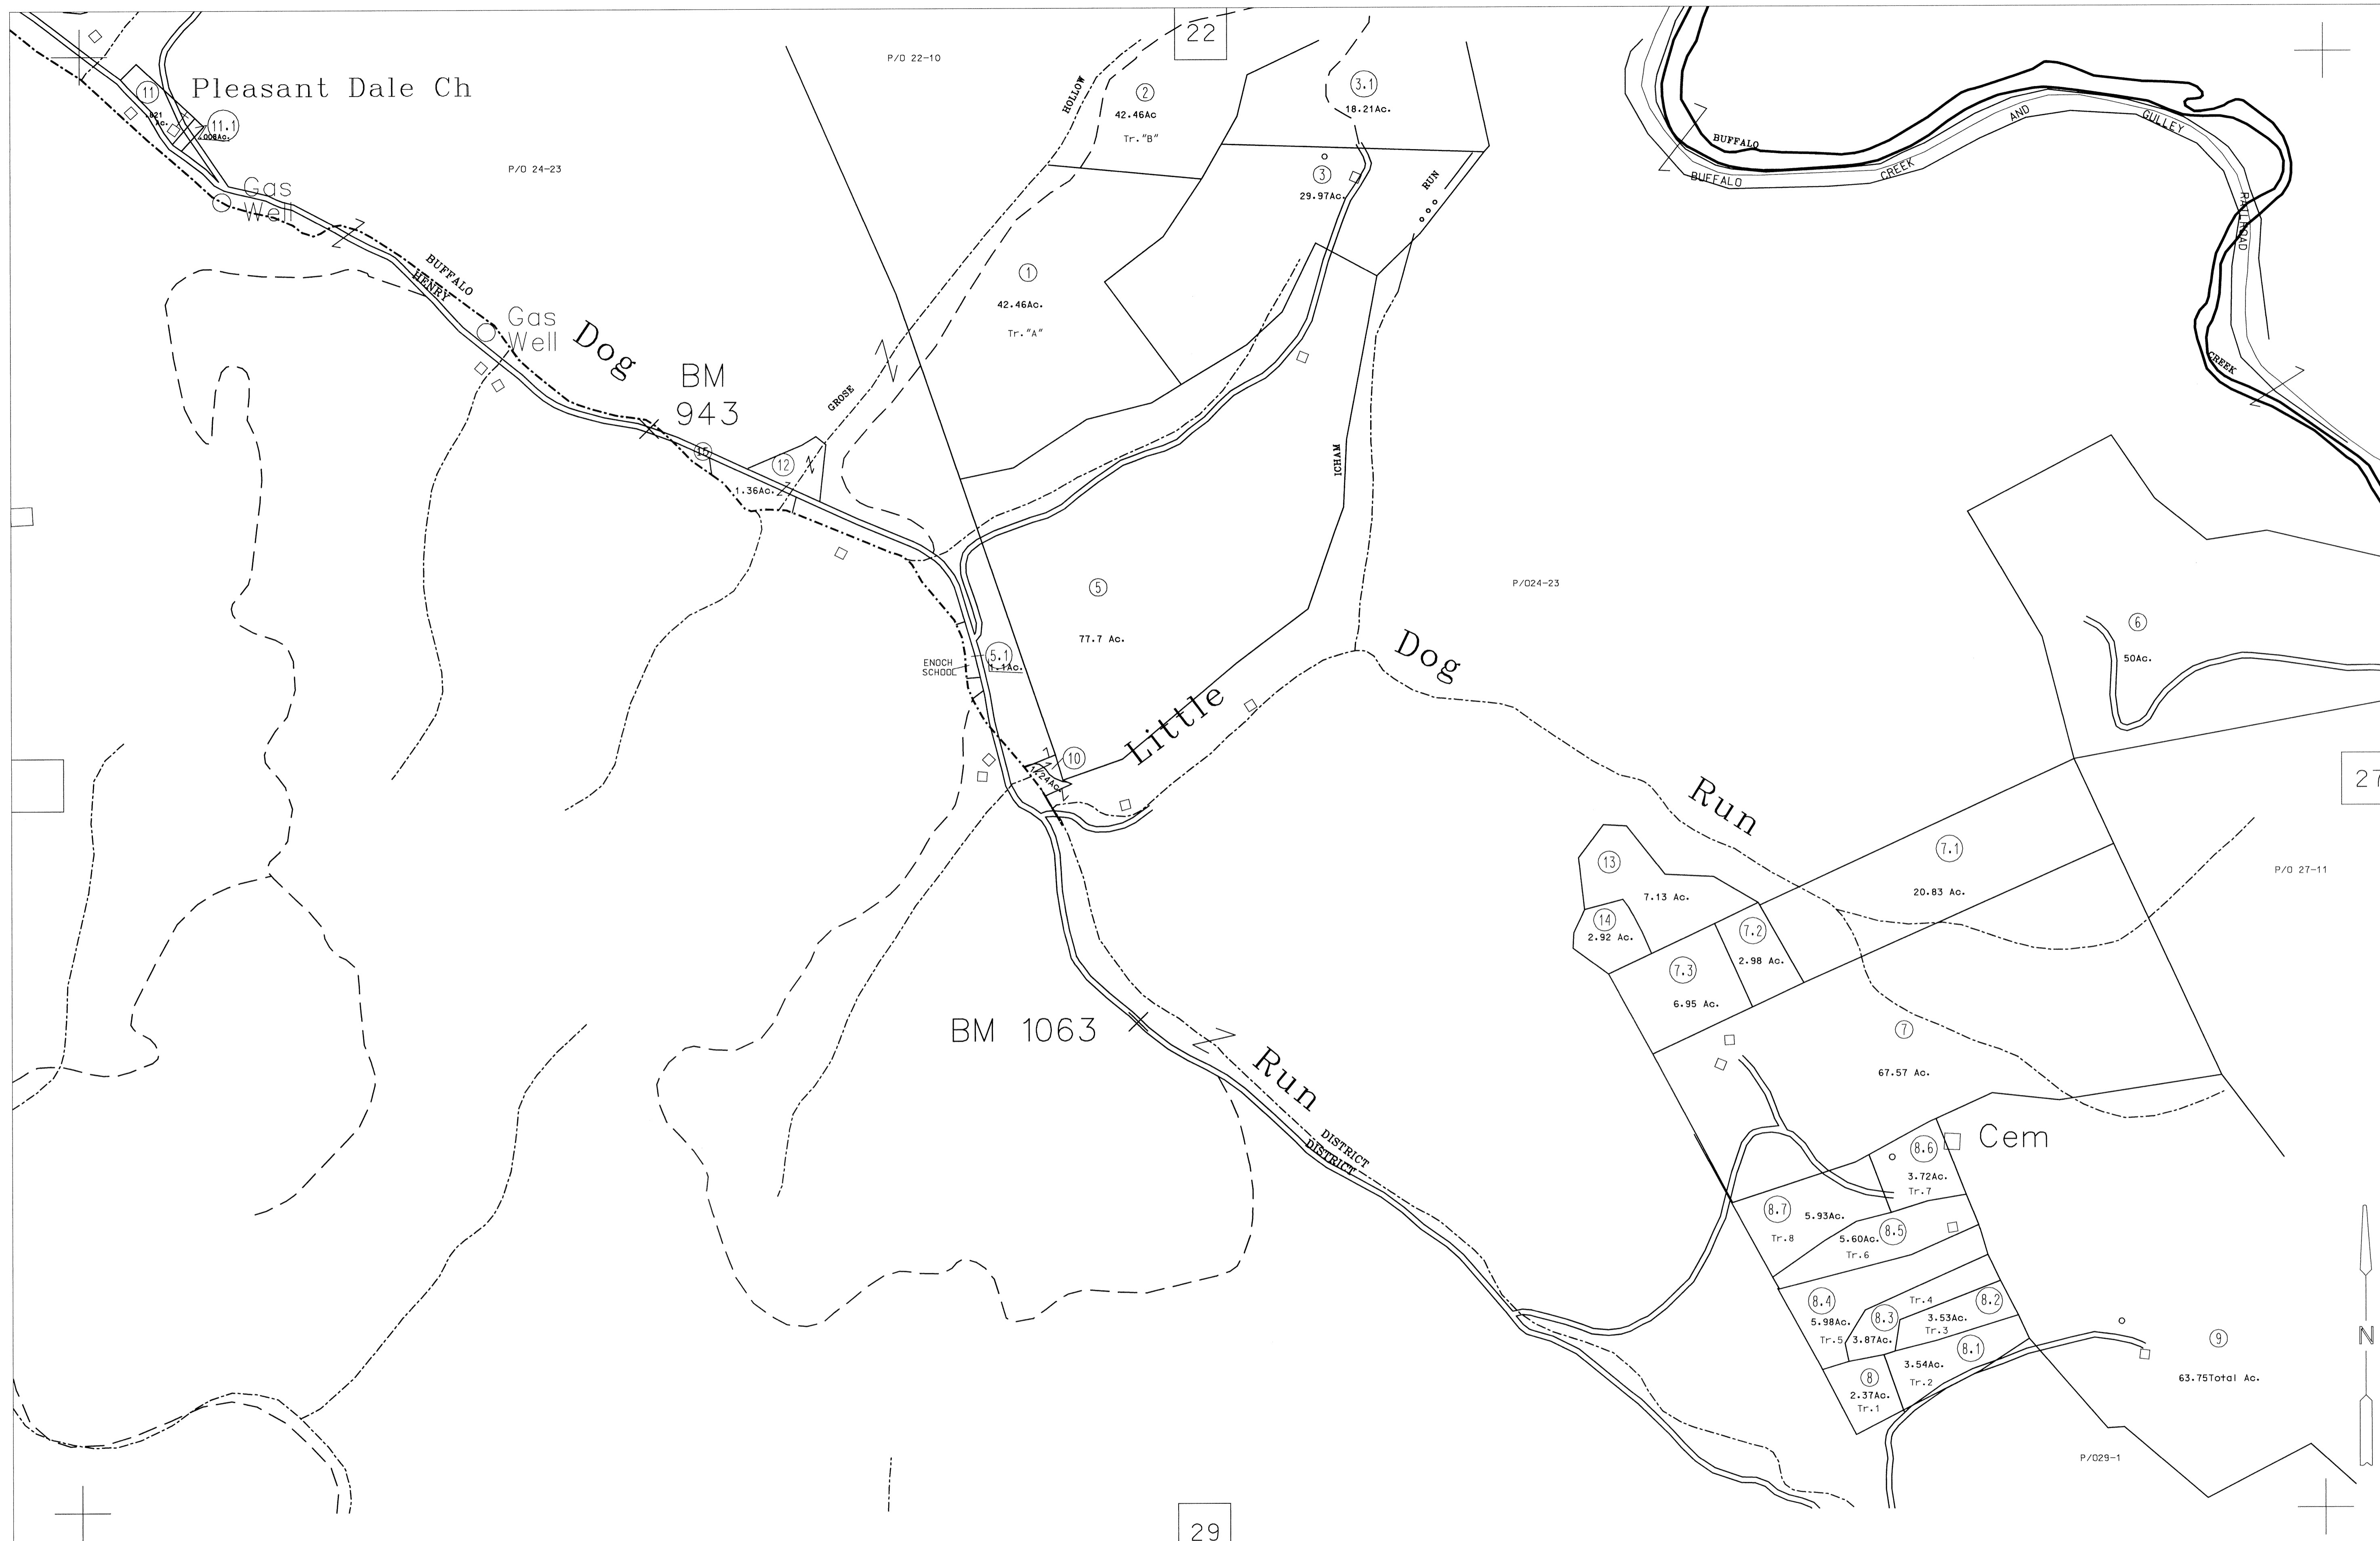 22
P/O 22-10
Pleasant Dale Ch
11
.821
Ac.
11.1
.008Ac.
P/O 24-23
HOLLOW
2
42.46Ac
Tr."B"
3.1
18.21Ac.
3
29.97Ac.
RUN
BUFFALO
BUFFALO
CREEK
AND
GULLEY
RAILROAD
CREEK
Gas
Well
BUFFALO
HENRY
Gas
Well
Dog
BM
943
GROSE
1
42.46Ac.
Tr."A"
ICHAM
15
12
1.36Ac.
5
77.7 Ac.
P/O24-23
6
50Ac.
ENOCH
SCHOOL
5.1
1.1Ac.
10
1.24Ac.
Little
Dog
Run
27
P/O 27-11
13
7.13 Ac.
14
2.92 Ac.
7.1
20.83 Ac.
7.2
2.98 Ac.
7.3
6.95 Ac.
7
67.57 Ac.
BM 1063
Run
DISTRICT
DISTRICT
Cem
8.6
3.72Ac.
Tr.7
8.7
5.93Ac.
Tr.8
8.5
5.60Ac.
Tr.6
8.4
5.98Ac.
Tr.5
Tr.4
8.3
3.87Ac.
8.2
3.53Ac.
Tr.3
8.1
3.54Ac.
Tr.2
8
2.37Ac.
Tr.1
9
63.75Total Ac.
N
P/O29-1
29